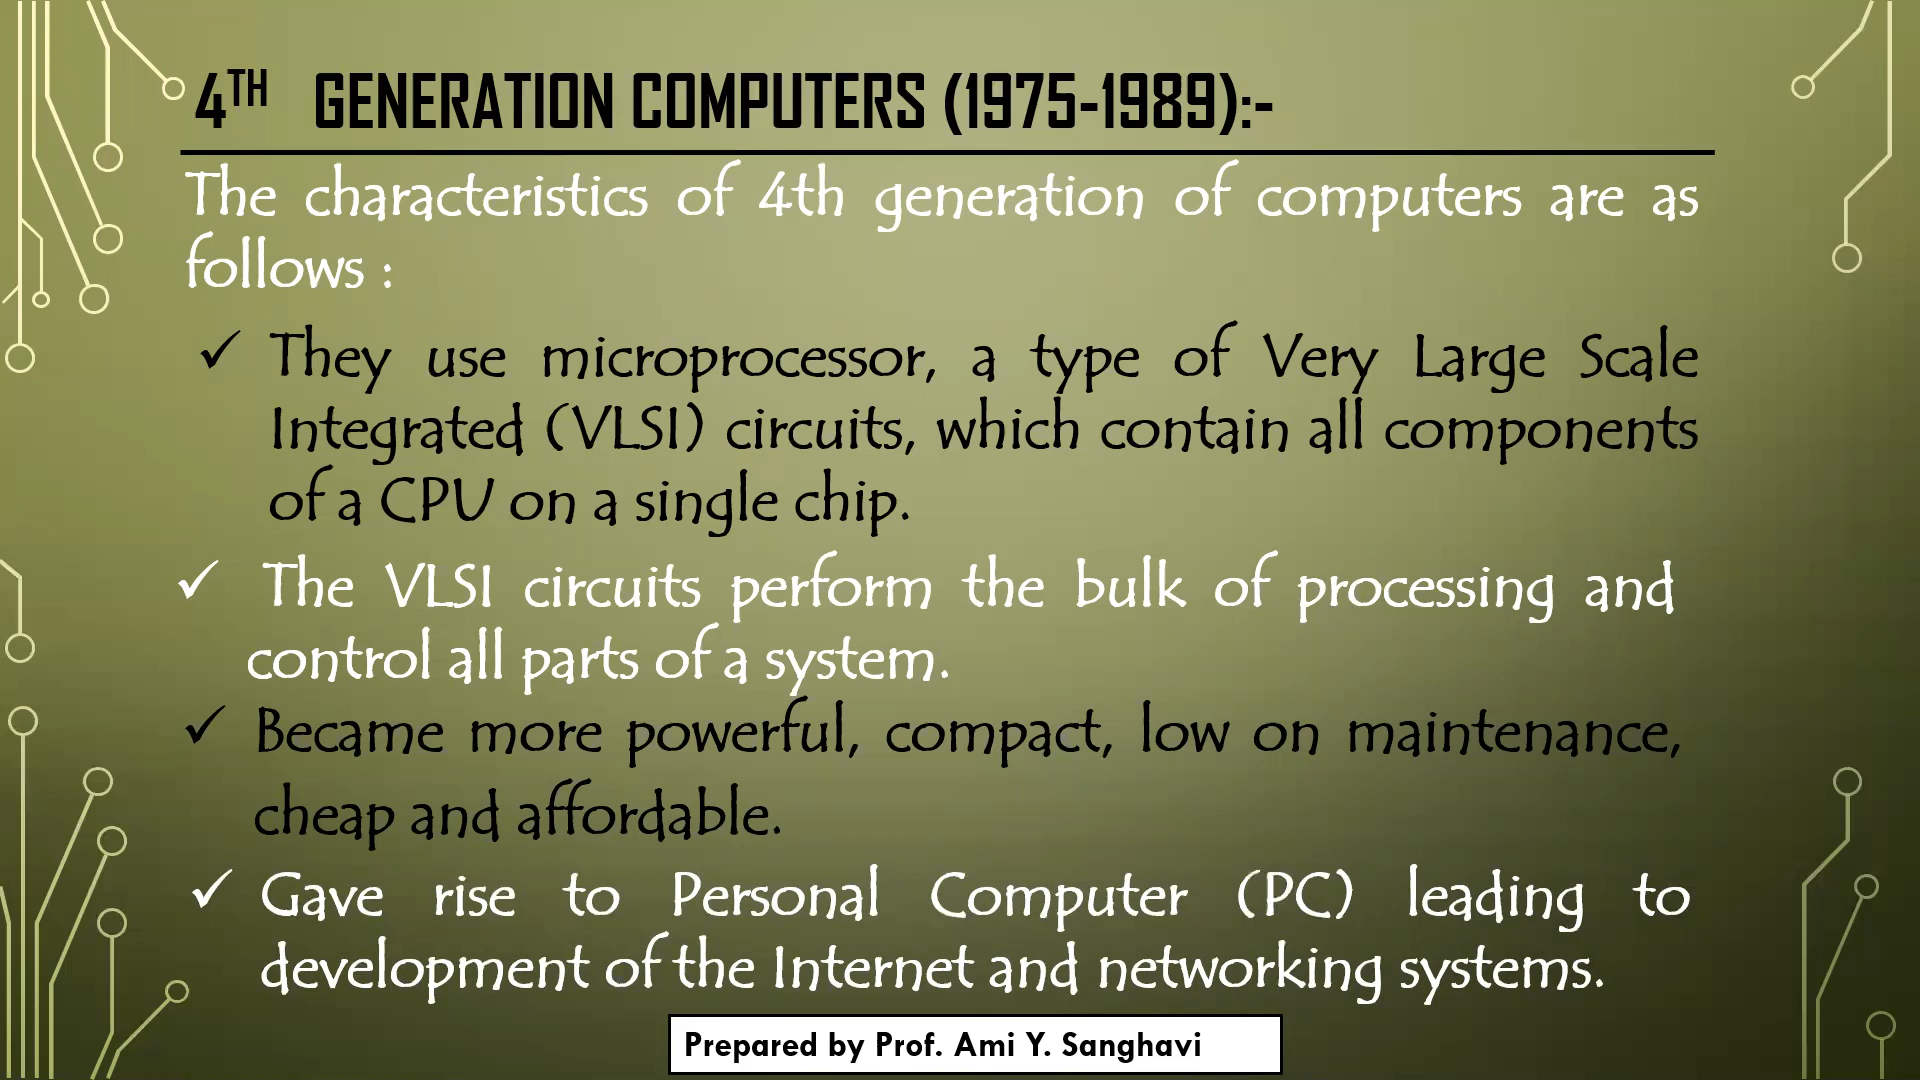 4TH GENERATION COMPUTERS (1975-1989):-
The characteristics of 4th generation of computers are as
follows :
✓ They use microprocessor, a type of Very Large Scale
Integrated (VLSI) circuits, which contain all components
of a CPU on a single chip.
✓ The VLSI circuits perform the bulk of processing and
control all parts of a system.
✓ Became more powerful, compact, low on maintenance,
cheap and affordable.
✓ Gave rise to Personal Computer (PC) leading to
development of the Internet and networking systems.
Prepared by Prof. Ami Y. Sanghavi